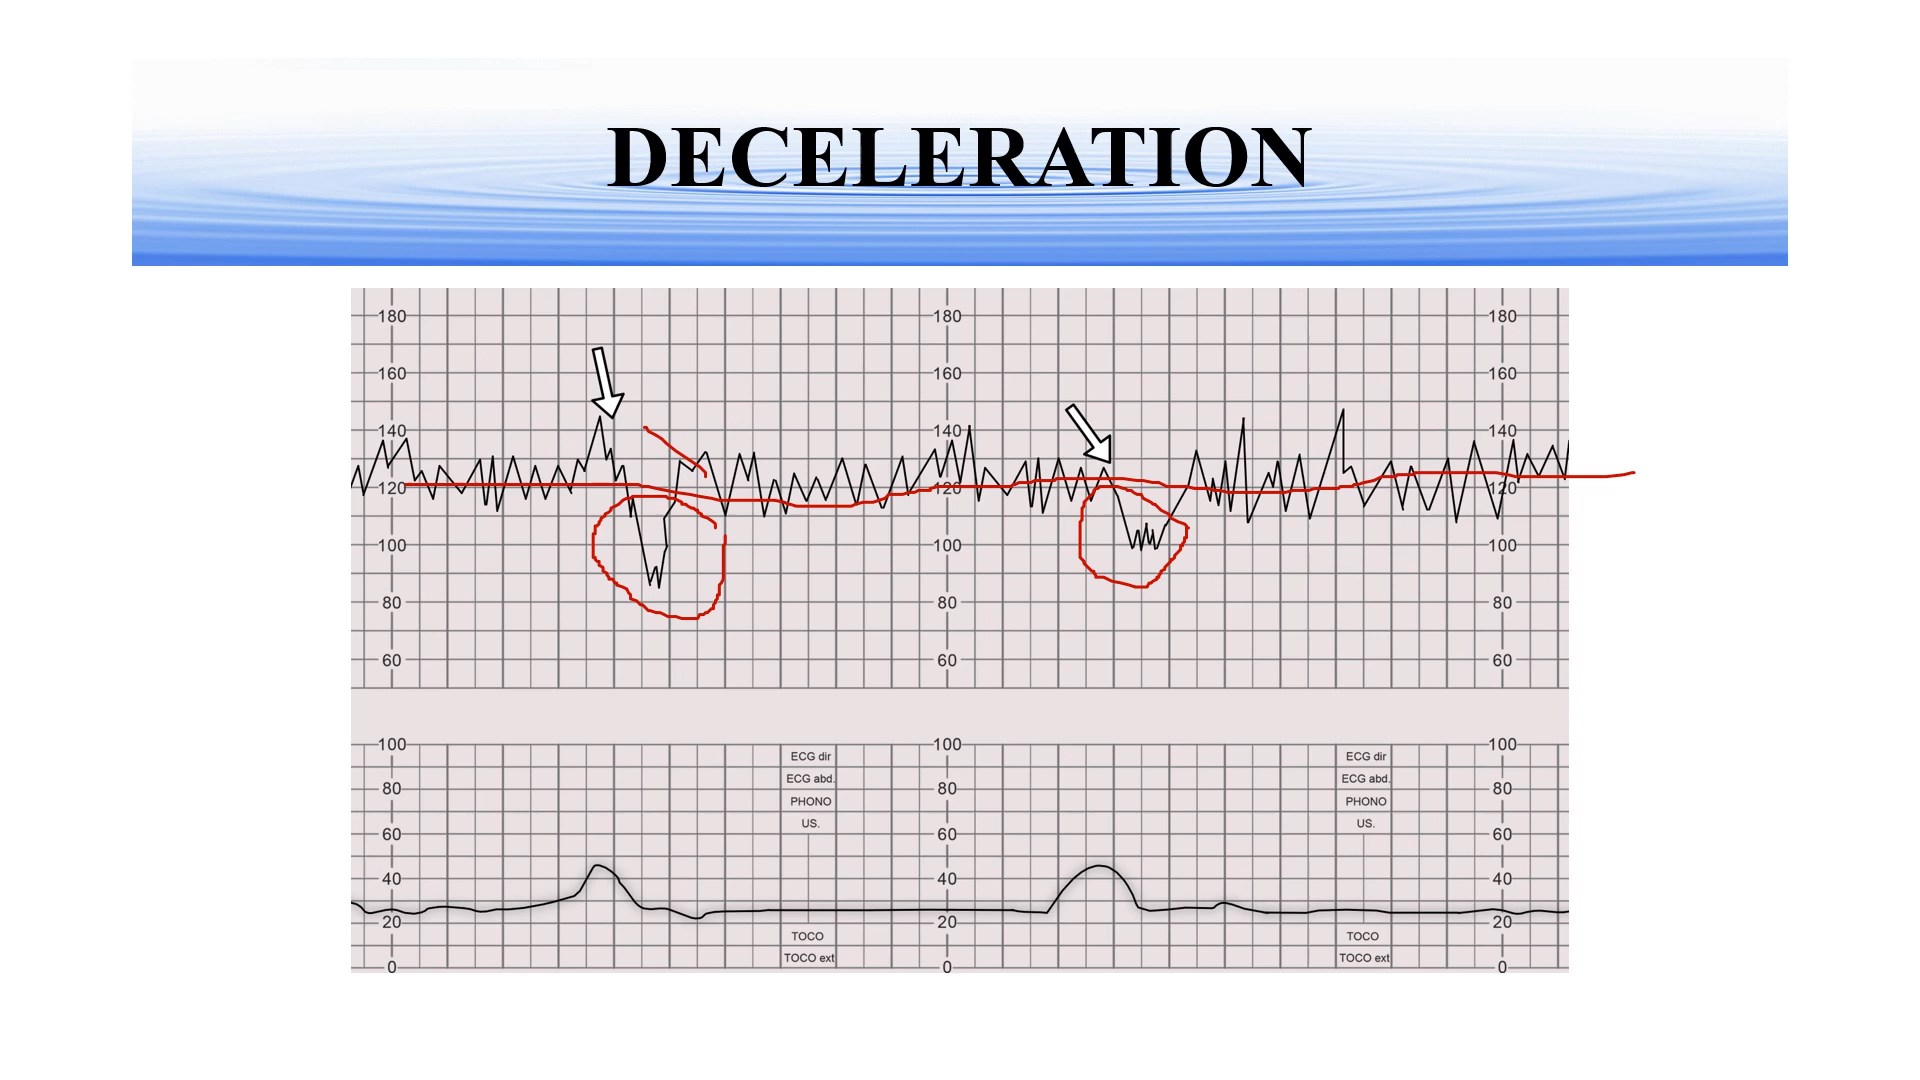 DECELERATION
180 180 180
160 160 160
140 140 140
120 120 120
100 100 100
80 80 80
60 60 60
100 100 100
ECG dir ECG dir
ECG abd. ECG abd.
80 80 80
PHONO PHONO
US. US.
60 60 60
40 40 40
20 20 20
TOCO TOCO
TOCO ext TOCO ext
0 0 0